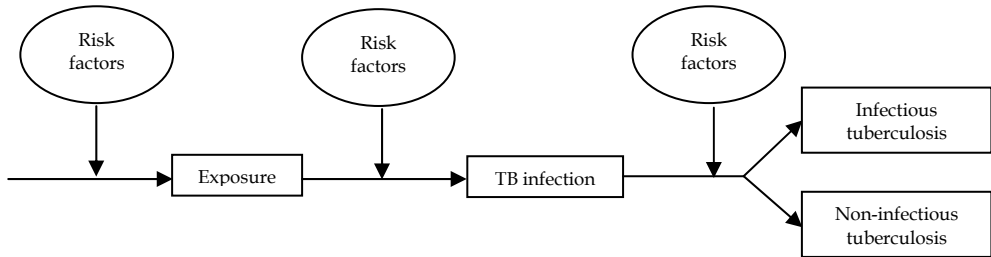 Risk
factors
Risk
factors
Risk
factors
Exposure
TB infection
Infectious
tuberculosis
Non-infectious
tuberculosis